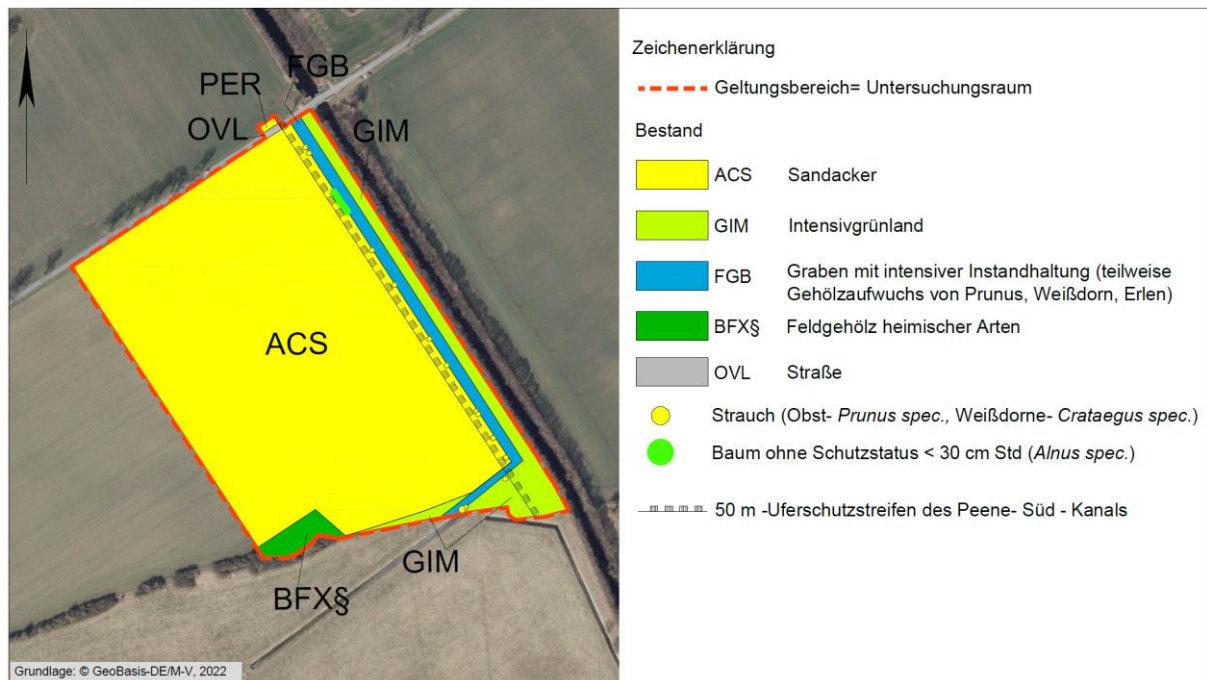 FGB
PER
OVL
GIM
ACS
GIM
BFX§
Grundlage: © GeoBasis-DE/M-V, 2022
Zeichenerklärung
Geltungsbereich= Untersuchungsraum
Bestand
ACS Sandacker
GIM Intensivgrünland
FGB Graben mit intensiver Instandhaltung (teilweise
Gehölzaufwuchs von Prunus, Weißdorn, Erlen)
BFX§ Feldgehölz heimischer Arten
OVL Straße
Strauch (Obst- Prunus spec., Weißdorne- Crataegus spec.)
Baum ohne Schutzstatus < 30 cm Std (Alnus spec.)
50 m -Uferschutzstreifen des Peene- Süd - Kanals